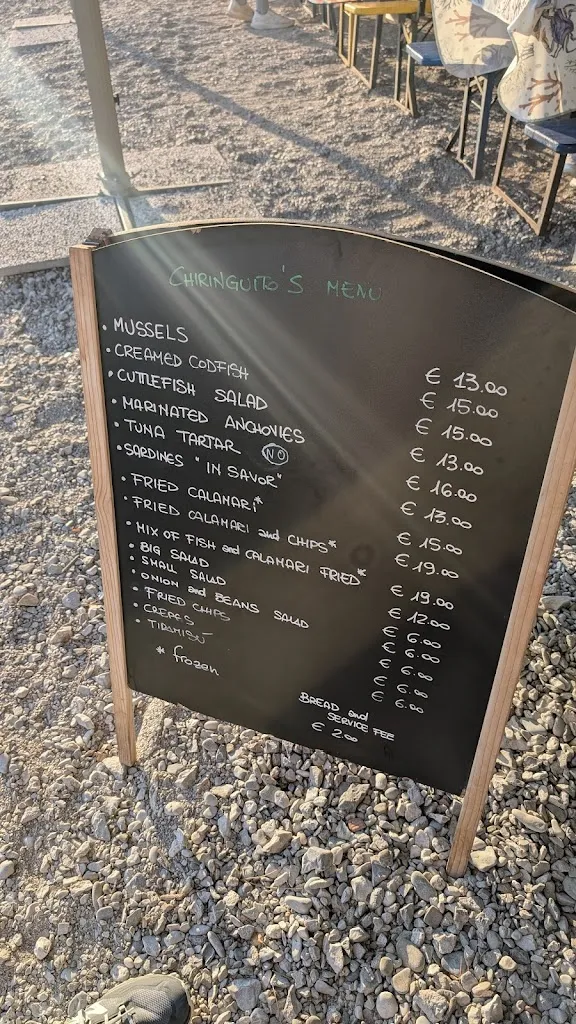 CHIRINGUITO'S MENU
• MUSSELS € 13.00
• CREAMED CODFISH € 15.00
• CUTTLEFISH SALAD € 15.00
• MARINATED ANCHOVIES € 13.00
• TUNA TARTAR NO € 16.00
• SARDINES "IN SAVOR" € 13.00
• FRIED CALAMARI* € 15.00
• FRIED CALAMARI and CHIPS* € 19.00
• MIX OF FISH and CALAMARI FRIED* € 19.00
• BIG SALAD € 12.00
• SMALL SALAD € 6.00
• ONION and BEANS SALAD € 6.00
• FRIED CHIPS € 6.00
• CREPES € 6.00
• TIRAMISÙ € 6.00
* frozen
BREAD and
SERVICE FEE
€ 2.00